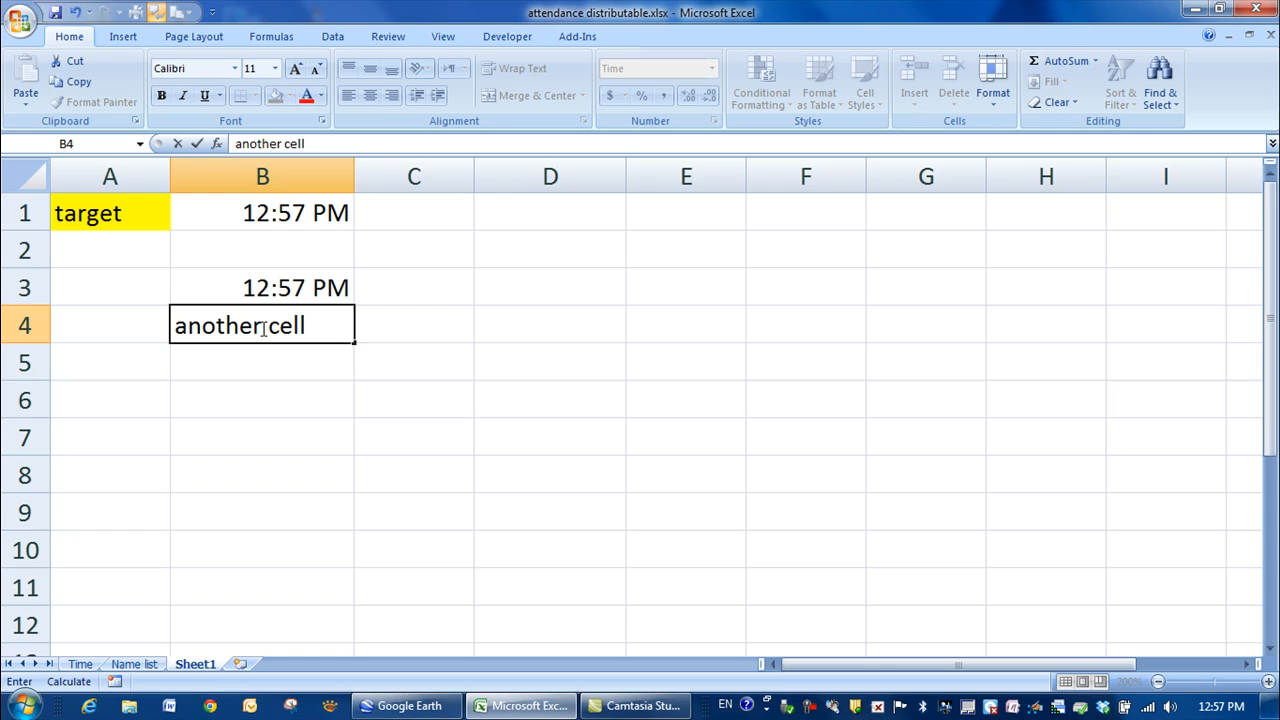 attendance distributable.xlsx - Microsoft Excel
Home Insert Page Layout Formulas Data Review View Developer Add-Ins
Paste Cut Copy Format Painter
Calibri 11 B I U A A A
Wrap Text Merge & Center
Time $ % ,
Conditional Formatting Format as Table Cell Styles
Insert Delete Format
Σ AutoSum Fill Clear Sort & Filter Find & Select
Clipboard Font Alignment Number Styles Cells Editing
B4 fx another cell
A B C D E F G H I
1 target 12:57 PM
2
3 12:57 PM
4 another cell
5
6
7
8
9
10
11
12
Time Name list Sheet1
Enter Calculate 200%
Google Earth Microsoft Exc... Camtasia Stu... EN 12:57 PM